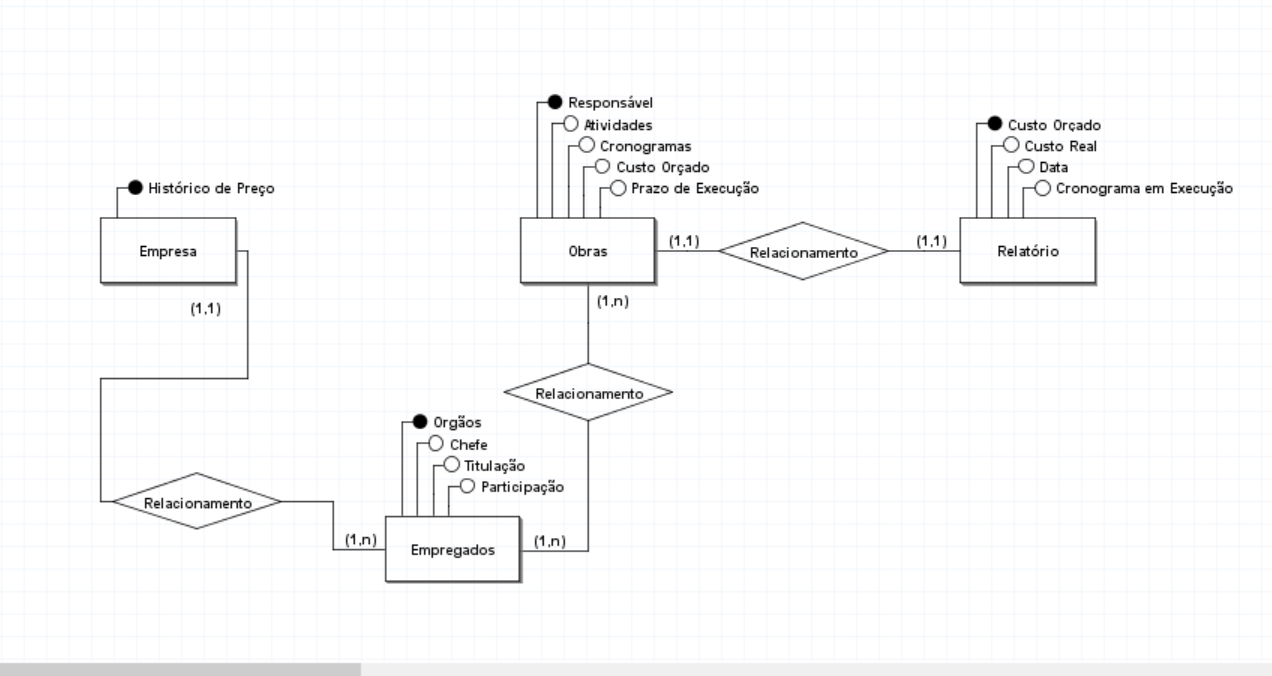 Responsável
Atividades
Cronogramas
Custo Orçado
Prazo de Execução
Custo Orçado
Custo Real
Data
Cronograma em Execução
Histórico de Preço
Empresa
(1,1)
Obras
(1,1)
Relacionamento
(1,1)
Relatório
(1,n)
Relacionamento
Orgãos
Chefe
Titulação
Participação
Relacionamento
(1,n)
Empregados
(1,n)